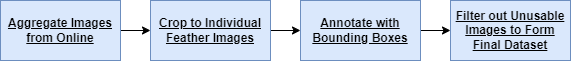 Aggregate Images
from Online
Crop to Individual
Feather Images
Annotate with
Bounding Boxes
Filter out Unusable
Images to Form
Final Dataset